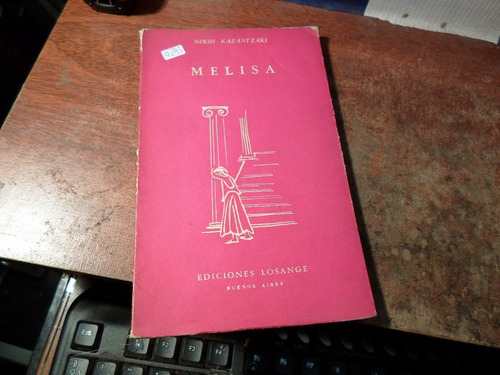 NIKOS KAZANTZAKI
MELISA
EDICIONES LOSANGE
BUENOS AIRES